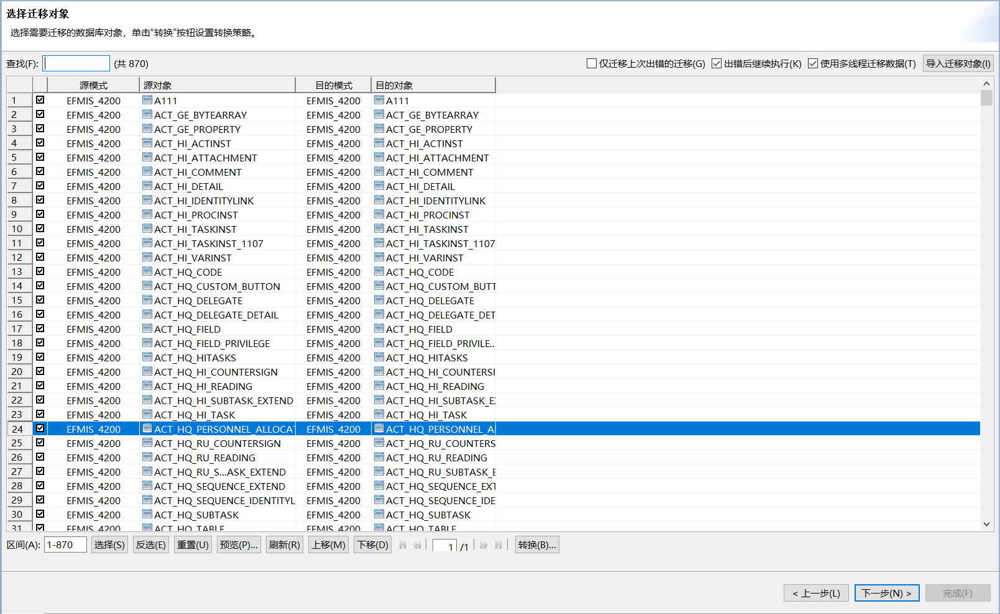 选择迁移对象
选择需要迁移的数据库对象，单击“转换”按钮设置转换策略。
查找(F): (共 870) 仅迁移上次出错的迁移(G) 出错后继续执行(K) 使用多线程迁移数据(T) 导入迁移对象(I)
源模式 源对象 目的模式 目的对象
1 EFMIS_4200 A111 EFMIS_4200 A111
2 EFMIS_4200 ACT_GE_BYTEARRAY EFMIS_4200 ACT_GE_BYTEARRAY
3 EFMIS_4200 ACT_GE_PROPERTY EFMIS_4200 ACT_GE_PROPERTY
4 EFMIS_4200 ACT_HI_ACTINST EFMIS_4200 ACT_HI_ACTINST
5 EFMIS_4200 ACT_HI_ATTACHMENT EFMIS_4200 ACT_HI_ATTACHMENT
6 EFMIS_4200 ACT_HI_COMMENT EFMIS_4200 ACT_HI_COMMENT
7 EFMIS_4200 ACT_HI_DETAIL EFMIS_4200 ACT_HI_DETAIL
8 EFMIS_4200 ACT_HI_IDENTITYLINK EFMIS_4200 ACT_HI_IDENTITYLINK
9 EFMIS_4200 ACT_HI_PROCINST EFMIS_4200 ACT_HI_PROCINST
10 EFMIS_4200 ACT_HI_TASKINST EFMIS_4200 ACT_HI_TASKINST
11 EFMIS_4200 ACT_HI_TASKINST_1107 EFMIS_4200 ACT_HI_TASKINST_1107
12 EFMIS_4200 ACT_HI_VARINST EFMIS_4200 ACT_HI_VARINST
13 EFMIS_4200 ACT_HQ_CODE EFMIS_4200 ACT_HQ_CODE
14 EFMIS_4200 ACT_HQ_CUSTOM_BUTTON EFMIS_4200 ACT_HQ_CUSTOM_BUTT
15 EFMIS_4200 ACT_HQ_DELEGATE EFMIS_4200 ACT_HQ_DELEGATE
16 EFMIS_4200 ACT_HQ_DELEGATE_DETAIL EFMIS_4200 ACT_HQ_DELEGATE_DET
17 EFMIS_4200 ACT_HQ_FIELD EFMIS_4200 ACT_HQ_FIELD
18 EFMIS_4200 ACT_HQ_FIELD_PRIVILEGE EFMIS_4200 ACT_HQ_FIELD_PRIVILE...
19 EFMIS_4200 ACT_HQ_HITASKS EFMIS_4200 ACT_HQ_HITASKS
20 EFMIS_4200 ACT_HQ_HI_COUNTERSIGN EFMIS_4200 ACT_HQ_HI_COUNTERSI
21 EFMIS_4200 ACT_HQ_HI_READING EFMIS_4200 ACT_HQ_HI_READING
22 EFMIS_4200 ACT_HQ_HI_SUBTASK_EXTEND EFMIS_4200 ACT_HQ_HI_SUBTASK_E
23 EFMIS_4200 ACT_HQ_HI_TASK EFMIS_4200 ACT_HQ_HI_TASK
24 EFMIS_4200 ACT_HQ_PERSONNEL_ALLOCAT EFMIS_4200 ACT_HQ_PERSONNEL_A
25 EFMIS_4200 ACT_HQ_RU_COUNTERSIGN EFMIS_4200 ACT_HQ_RU_COUNTERS
26 EFMIS_4200 ACT_HQ_RU_READING EFMIS_4200 ACT_HQ_RU_READING
27 EFMIS_4200 ACT_HQ_RU_S...ASK_EXTEND EFMIS_4200 ACT_HQ_RU_SUBTASK_E
28 EFMIS_4200 ACT_HQ_SEQUENCE_EXTEND EFMIS_4200 ACT_HQ_SEQUENCE_EXT
29 EFMIS_4200 ACT_HQ_SEQUENCE_IDENTITYL EFMIS_4200 ACT_HQ_SEQUENCE_IDE
30 EFMIS_4200 ACT_HQ_SUBTASK EFMIS_4200 ACT_HQ_SUBTASK
31 EFMIS_4200 ACT_HQ_TABLE EFMIS_4200 ACT_HQ_TABLE
区间(A): 1-870 选择(S) 反选(E) 重置(U) 预览(P)... 刷新(R) 上移(M) 下移(D) 1 /1 转换(B)...
< 上一步(L) 下一步(N) > 完成(F)